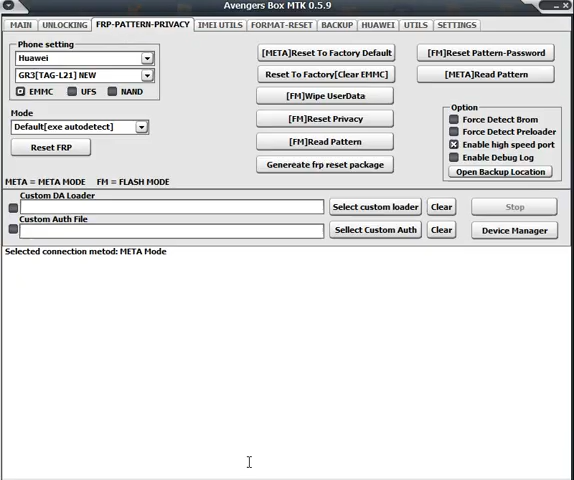 Avengers Box MTK 0.5.9
MAIN UNLOCKING FRP-PATTERN-PRIVACY IMEI UTILS FORMAT-RESET BACKUP HUAWEI UTILS SETTINGS
Phone setting
Huawei
GR3[TAG-L21] NEW
EMMC UFS NAND
Mode
Default[exe autodetect]
Reset FRP
[META]Reset To Factory Default
Reset To Factory[Clear EMMC]
[FM]Wipe UserData
[FM]Reset Privacy
[FM]Read Pattern
Generate frp reset package
[FM]Reset Pattern-Password
[META]Read Pattern
Option
Force Detect Brom
Force Detect Preloader
Enable high speed port
Enable Debug Log
Open Backup Location
META = META MODE FM = FLASH MODE
Custom DA Loader
Select custom loader Clear Stop
Custom Auth File
Sellect Custom Auth Clear Device Manager
Selected connection metod: META Mode